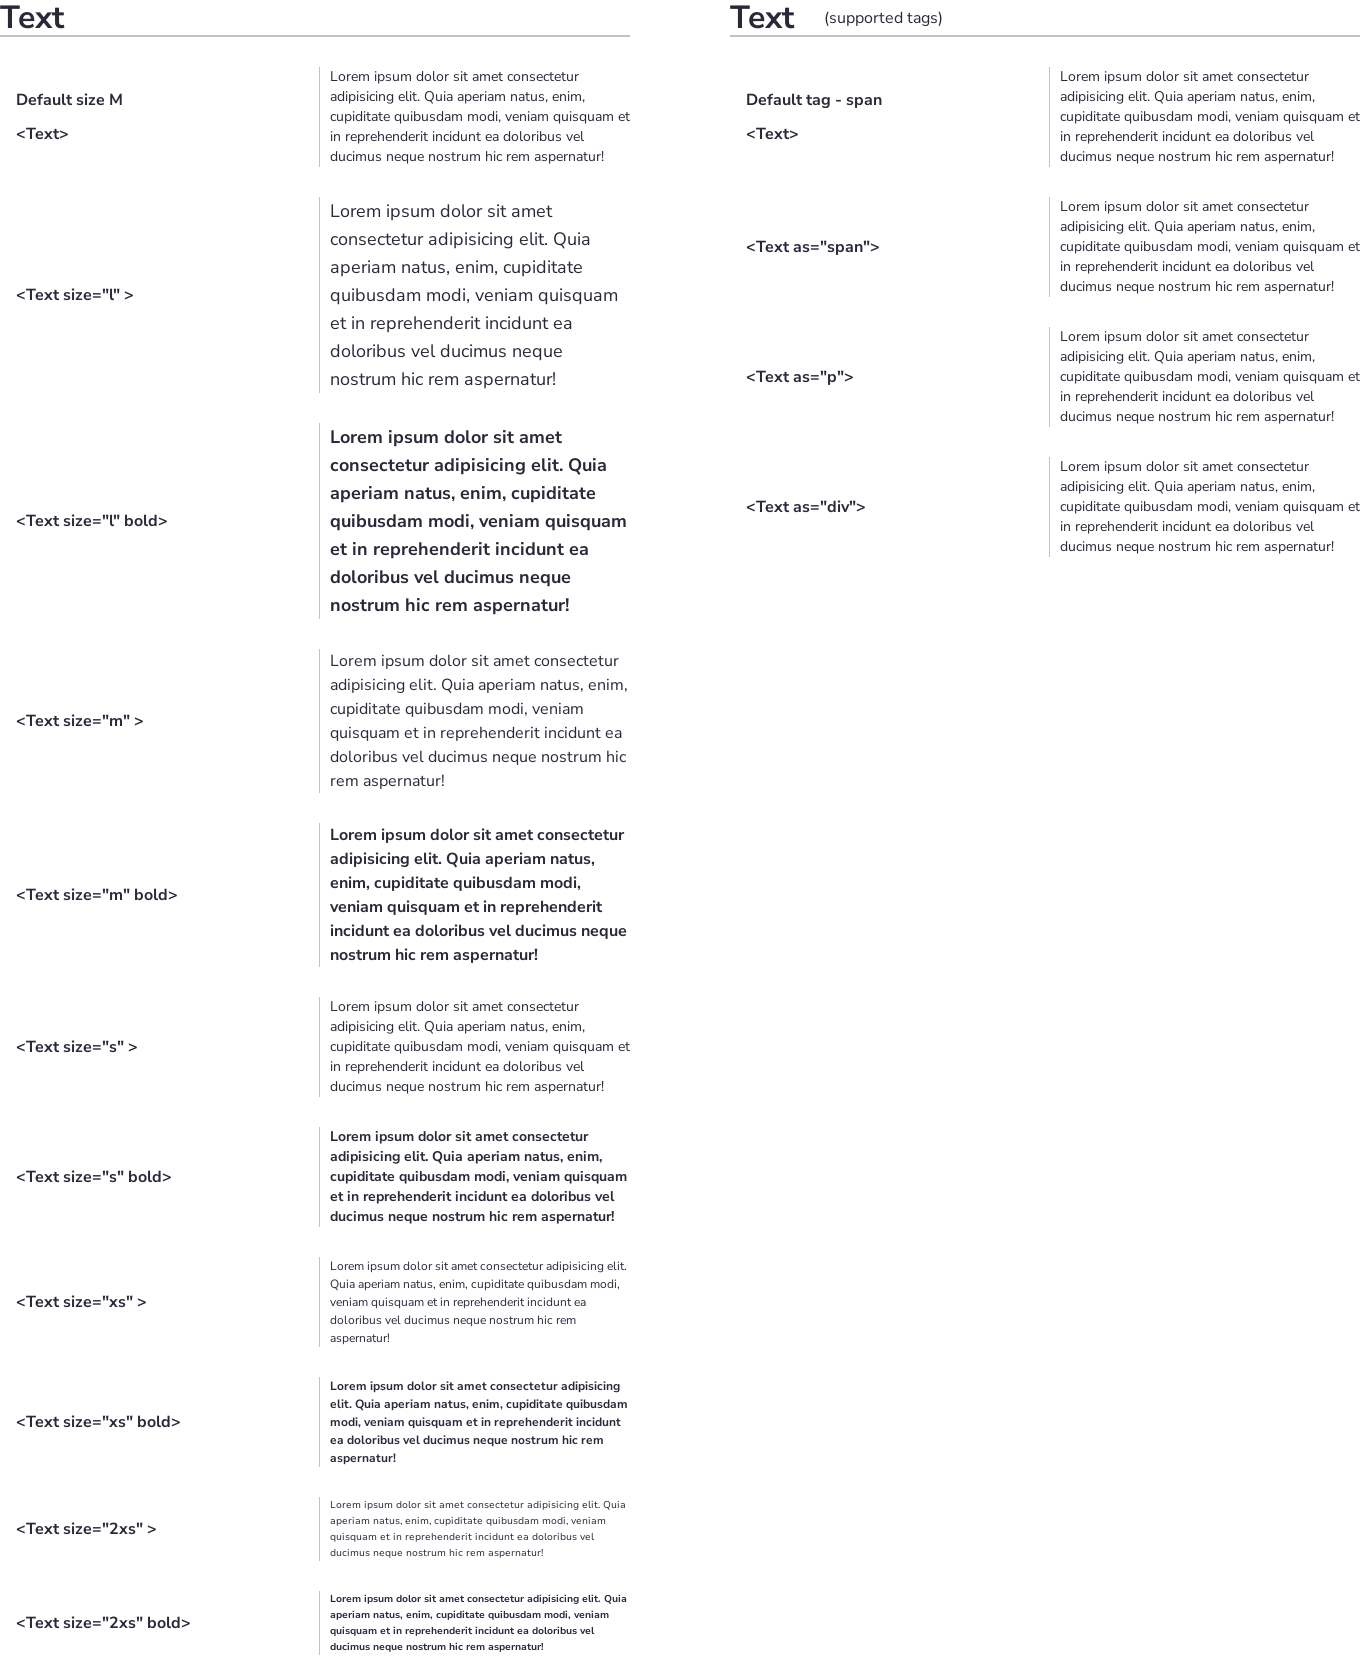 Text
Default size M
<Text>
Lorem ipsum dolor sit amet consectetur
adipisicing elit. Quia aperiam natus, enim,
cupiditate quibusdam modi, veniam quisquam et
in reprehenderit incidunt ea doloribus vel
ducimus neque nostrum hic rem aspernatur!
<Text size="l" >
Lorem ipsum dolor sit amet
consectetur adipisicing elit. Quia
aperiam natus, enim, cupiditate
quibusdam modi, veniam quisquam
et in reprehenderit incidunt ea
doloribus vel ducimus neque
nostrum hic rem aspernatur!
<Text size="l" bold>
Lorem ipsum dolor sit amet
consectetur adipisicing elit. Quia
aperiam natus, enim, cupiditate
quibusdam modi, veniam quisquam
et in reprehenderit incidunt ea
doloribus vel ducimus neque
nostrum hic rem aspernatur!
<Text size="m" >
Lorem ipsum dolor sit amet consectetur
adipisicing elit. Quia aperiam natus, enim,
cupiditate quibusdam modi, veniam
quisquam et in reprehenderit incidunt ea
doloribus vel ducimus neque nostrum hic
rem aspernatur!
<Text size="m" bold>
Lorem ipsum dolor sit amet consectetur
adipisicing elit. Quia aperiam natus,
enim, cupiditate quibusdam modi,
veniam quisquam et in reprehenderit
incidunt ea doloribus vel ducimus neque
nostrum hic rem aspernatur!
<Text size="s" >
Lorem ipsum dolor sit amet consectetur
adipisicing elit. Quia aperiam natus, enim,
cupiditate quibusdam modi, veniam quisquam et
in reprehenderit incidunt ea doloribus vel
ducimus neque nostrum hic rem aspernatur!
<Text size="s" bold>
Lorem ipsum dolor sit amet consectetur
adipisicing elit. Quia aperiam natus, enim,
cupiditate quibusdam modi, veniam quisquam
et in reprehenderit incidunt ea doloribus vel
ducimus neque nostrum hic rem aspernatur!
<Text size="xs" >
Lorem ipsum dolor sit amet consectetur adipisicing elit.
Quia aperiam natus, enim, cupiditate quibusdam modi,
veniam quisquam et in reprehenderit incidunt ea
doloribus vel ducimus neque nostrum hic rem
aspernatur!
<Text size="xs" bold>
Lorem ipsum dolor sit amet consectetur adipisicing
elit. Quia aperiam natus, enim, cupiditate quibusdam
modi, veniam quisquam et in reprehenderit incidunt
ea doloribus vel ducimus neque nostrum hic rem
aspernatur!
<Text size="2xs" >
Lorem ipsum dolor sit amet consectetur adipisicing elit. Quia
aperiam natus, enim, cupiditate quibusdam modi, veniam
quisquam et in reprehenderit incidunt ea doloribus vel
ducimus neque nostrum hic rem aspernatur!
<Text size="2xs" bold>
Lorem ipsum dolor sit amet consectetur adipisicing elit. Quia
aperiam natus, enim, cupiditate quibusdam modi, veniam
quisquam et in reprehenderit incidunt ea doloribus vel
ducimus neque nostrum hic rem aspernatur!
Text (supported tags)
Default tag - span
<Text>
Lorem ipsum dolor sit amet consectetur
adipisicing elit. Quia aperiam natus, enim,
cupiditate quibusdam modi, veniam quisquam et
in reprehenderit incidunt ea doloribus vel
ducimus neque nostrum hic rem aspernatur!
<Text as="span">
Lorem ipsum dolor sit amet consectetur
adipisicing elit. Quia aperiam natus, enim,
cupiditate quibusdam modi, veniam quisquam et
in reprehenderit incidunt ea doloribus vel
ducimus neque nostrum hic rem aspernatur!
<Text as="p">
Lorem ipsum dolor sit amet consectetur
adipisicing elit. Quia aperiam natus, enim,
cupiditate quibusdam modi, veniam quisquam et
in reprehenderit incidunt ea doloribus vel
ducimus neque nostrum hic rem aspernatur!
<Text as="div">
Lorem ipsum dolor sit amet consectetur
adipisicing elit. Quia aperiam natus, enim,
cupiditate quibusdam modi, veniam quisquam et
in reprehenderit incidunt ea doloribus vel
ducimus neque nostrum hic rem aspernatur!